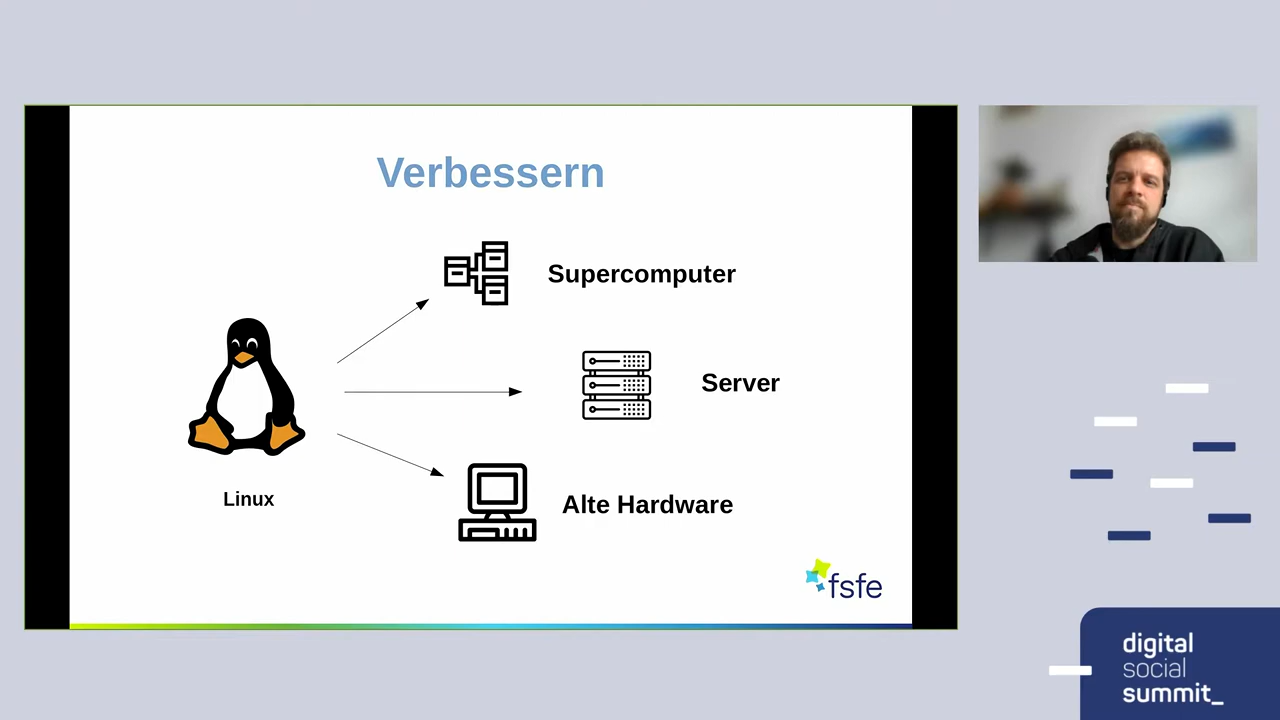 Verbessern
Supercomputer
Server
Linux
Alte Hardware
fsfe
digital
social
summit_